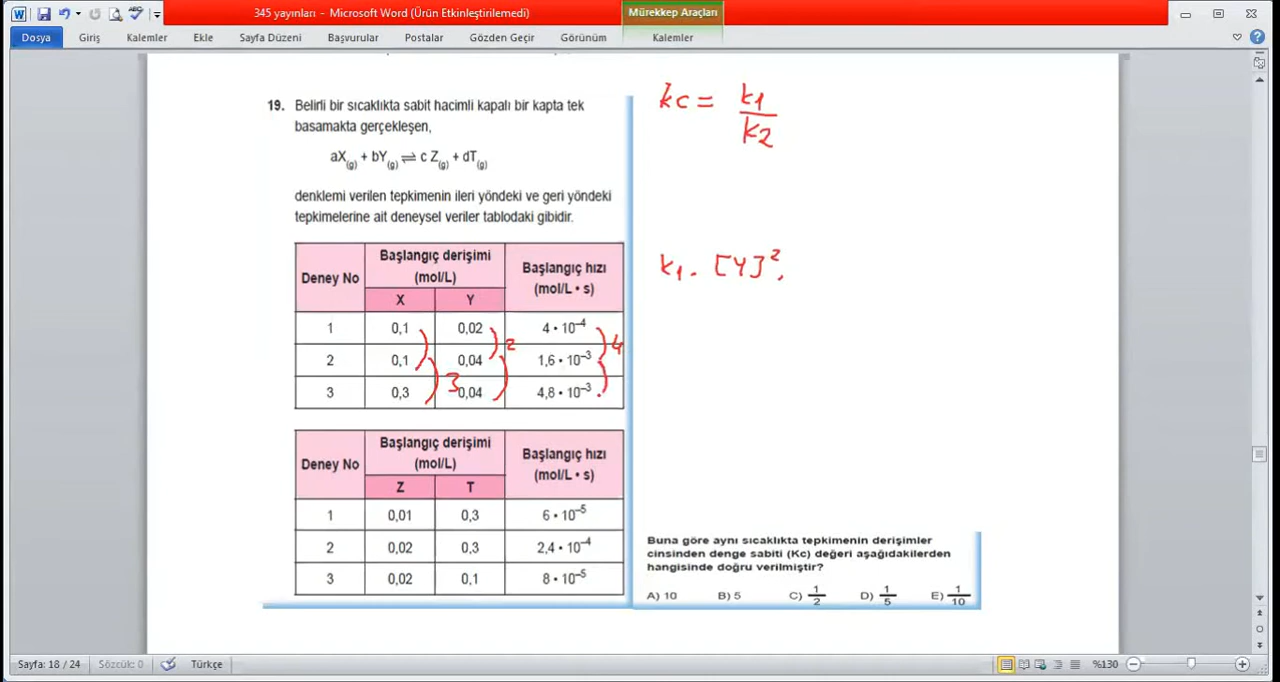 345 yayınları - Microsoft Word (Ürün Etkinleştirilemedi)
Mürekkep Araçları
Dosya Giriş Kalemler Ekle Sayfa Düzeni Başvurular Postalar Gözden Geçir Görünüm Kalemler
19. Belirli bir sıcaklıkta sabit hacimli kapalı bir kapta tek
basamakta gerçekleşen,
aX(g) + bY(g) ⇌ c Z(g) + dT(g)
denklemi verilen tepkimenin ileri yöndeki ve geri yöndeki
tepkimelerine ait deneysel veriler tablodaki gibidir.
Deney No Başlangıç derişimi (mol/L) Başlangıç hızı (mol/L • s)
X Y
1 0,1 0,02 4 • 10⁻⁴
2 0,1 0,04 1,6 • 10⁻³
3 0,3 0,04 4,8 • 10⁻³
2
4
3
Deney No Başlangıç derişimi (mol/L) Başlangıç hızı (mol/L • s)
Z T
1 0,01 0,3 6 • 10⁻⁵
2 0,02 0,3 2,4 • 10⁻⁴
3 0,02 0,1 8 • 10⁻⁵
kc = k1/k2
k1 . [Y]² .
Buna göre aynı sıcaklıkta tepkimenin derişimler
cinsinden denge sabiti (Kc) değeri aşağıdakilerden
hangisinde doğru verilmiştir?
A) 10 B) 5 C) 1/2 D) 1/5 E) 1/10
Sayfa: 18 / 24 Sözcük: 0 Türkçe %130